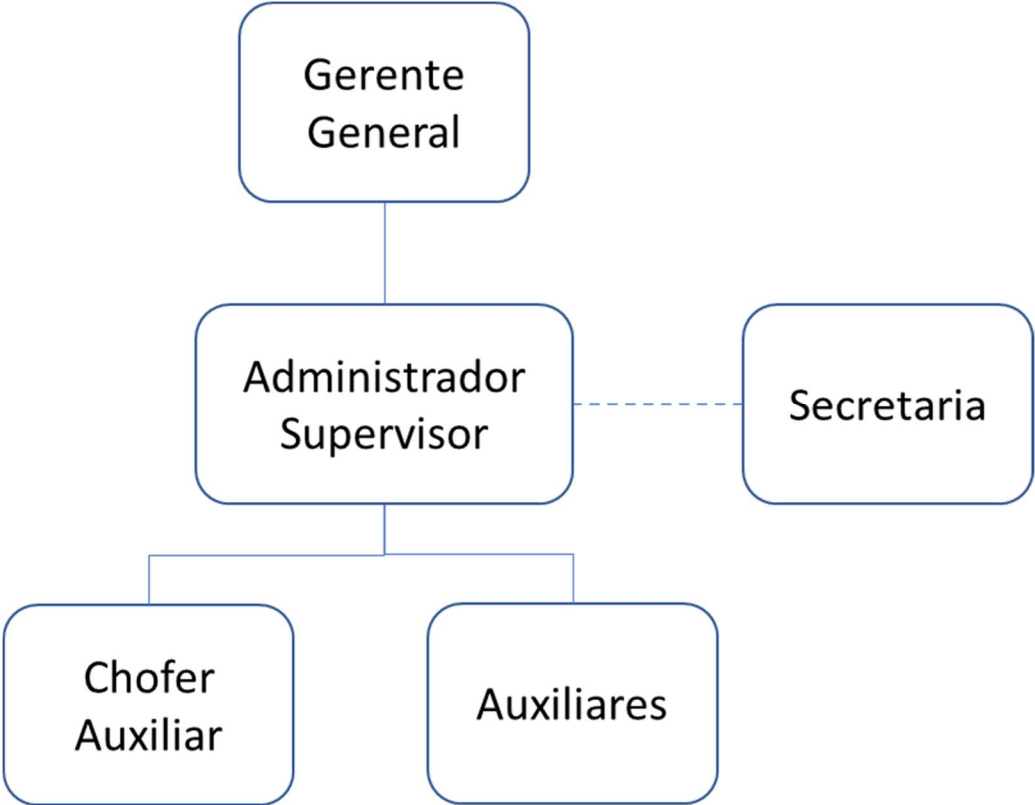 Gerente
General
Administrador
Supervisor
Secretaria
Chofer
Auxiliar
Auxiliares